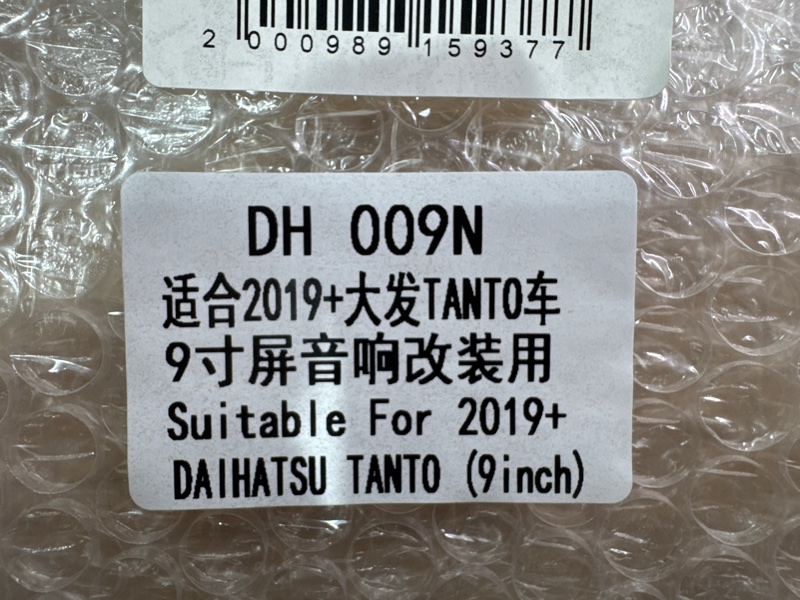 2 000989 159377
DH 009N
适合2019+大发TANTO车
9寸屏音响改装用
Suitable For 2019+
DAIHATSU TANTO (9inch)